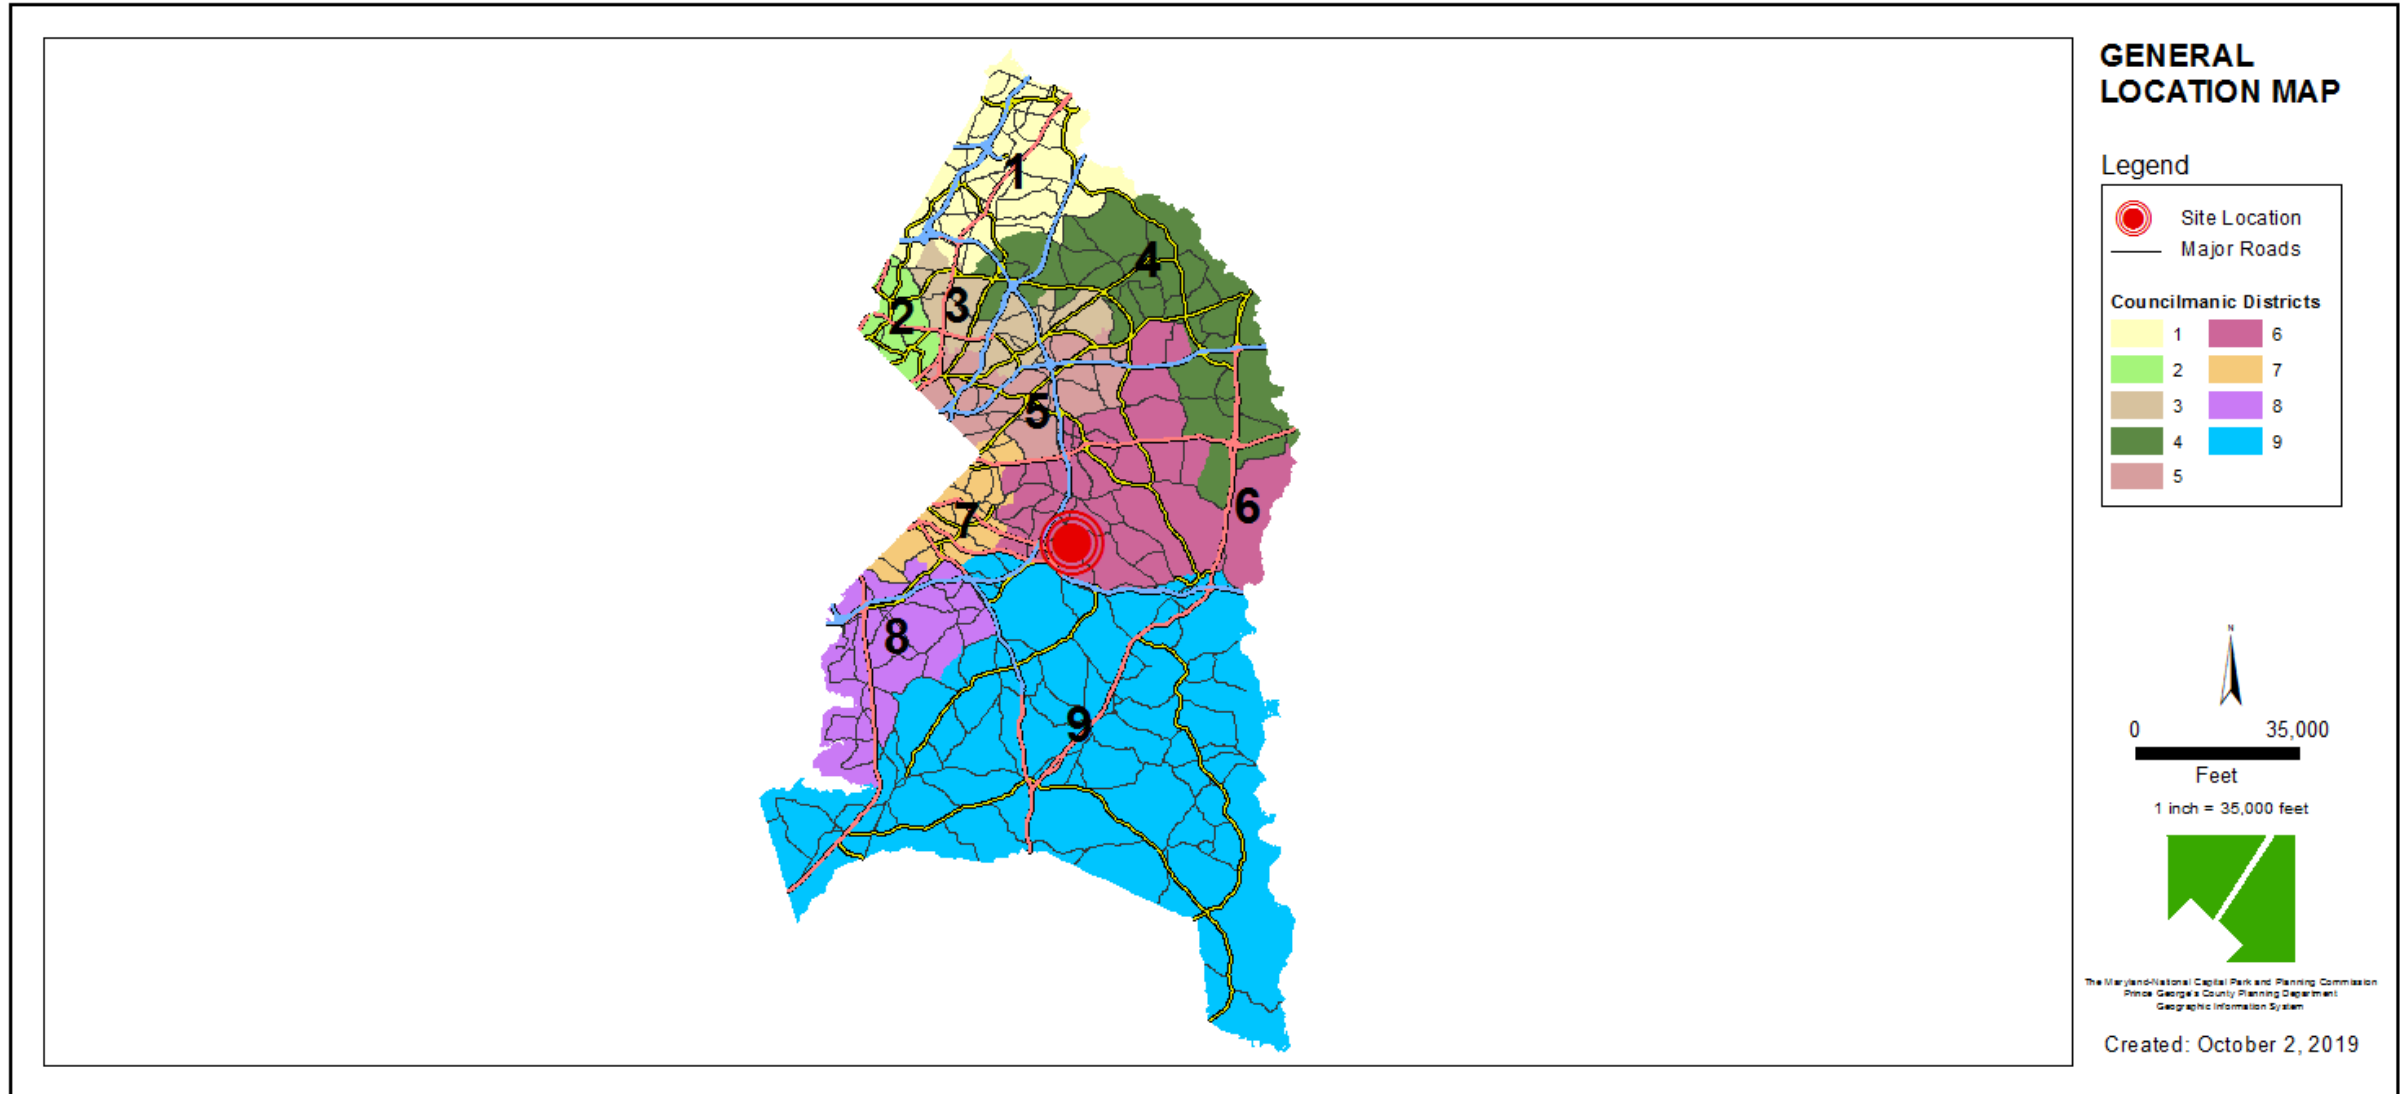 GENERAL
LOCATION MAP
Legend
Site Location
Major Roads
Councilmanic Districts
1 6
2 7
3 8
4 9
5
1
4
2
3
5
6
7
8
9
N
0 35,000
Feet
1 inch = 35,000 feet
The Maryland-National Capital Park and Planning Commission
Prince George's County Planning Department
Geographic Information System
Created: October 2, 2019